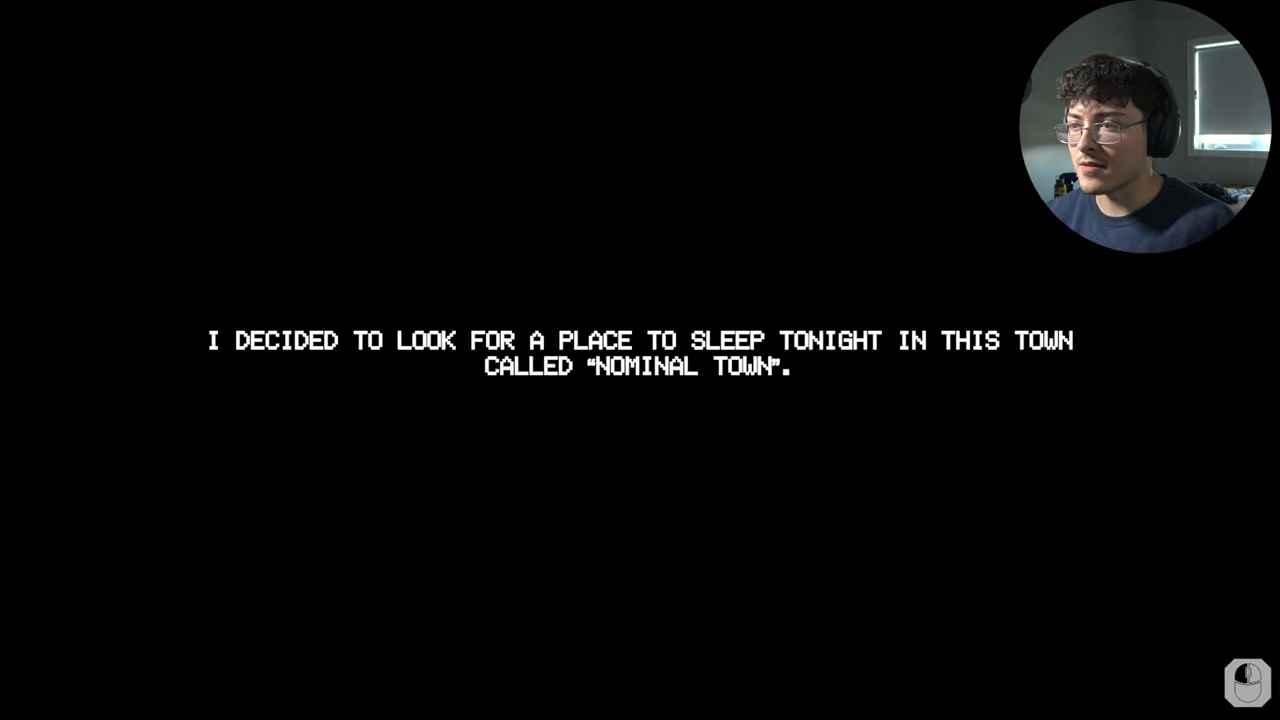 I DECIDED TO LOOK FOR A PLACE TO SLEEP TONIGHT IN THIS TOWN
CALLED “NOMINAL TOWN”.